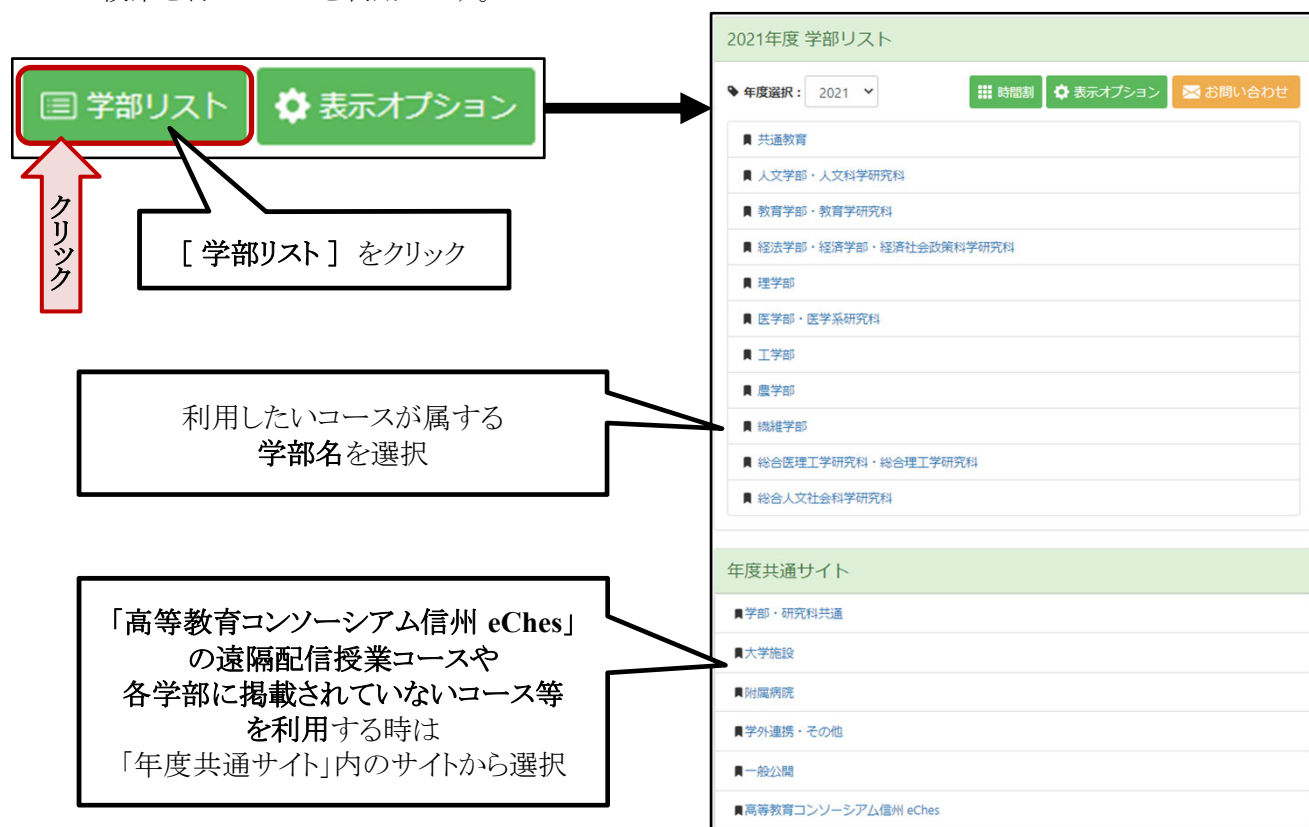 学部リスト 表示オプション
クリック
[ 学部リスト ] をクリック
利用したいコースが属する
学部名を選択
「高等教育コンソーシアム信州 eChes」
の遠隔配信授業コースや
各学部に掲載されていないコース等
を利用する時は
「年度共通サイト」内のサイトから選択
2021年度 学部リスト
年度選択： 2021 時間割 表示オプション お問い合わせ
共通教育
人文学部・人文科学研究科
教育学部・教育学研究科
経法学部・経済学部・経済社会政策科学研究科
理学部
医学部・医学系研究科
工学部
農学部
繊維学部
総合医理工学研究科・総合理工学研究科
総合人文社会科学研究科
年度共通サイト
学部・研究科共通
大学施設
附属病院
学外連携・その他
一般公開
高等教育コンソーシアム信州 eChes